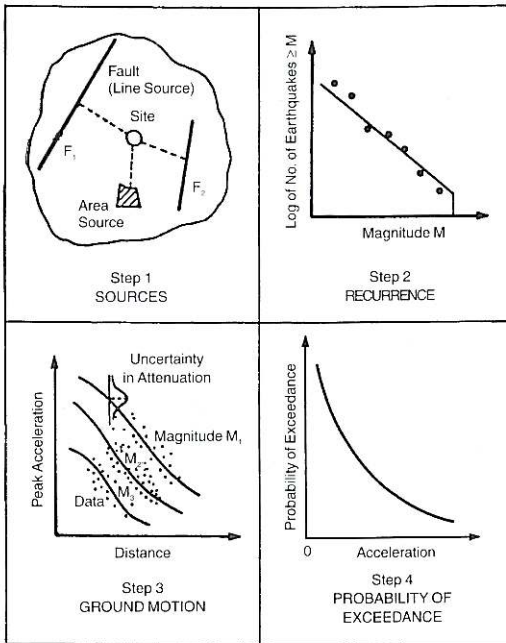 Fault
(Line Source)
Site
F₁
F₂
Area
Source
Step 1
SOURCES
Log of No. of Earthquakes ≥ M
Magnitude M
Step 2
RECURRENCE
Uncertainty
in Attenuation
Peak Acceleration
Magnitude M₁
M₂
M₃
Data
Distance
Step 3
GROUND MOTION
Probability of Exceedance
0
Acceleration
Step 4
PROBABILITY OF
EXCEEDANCE